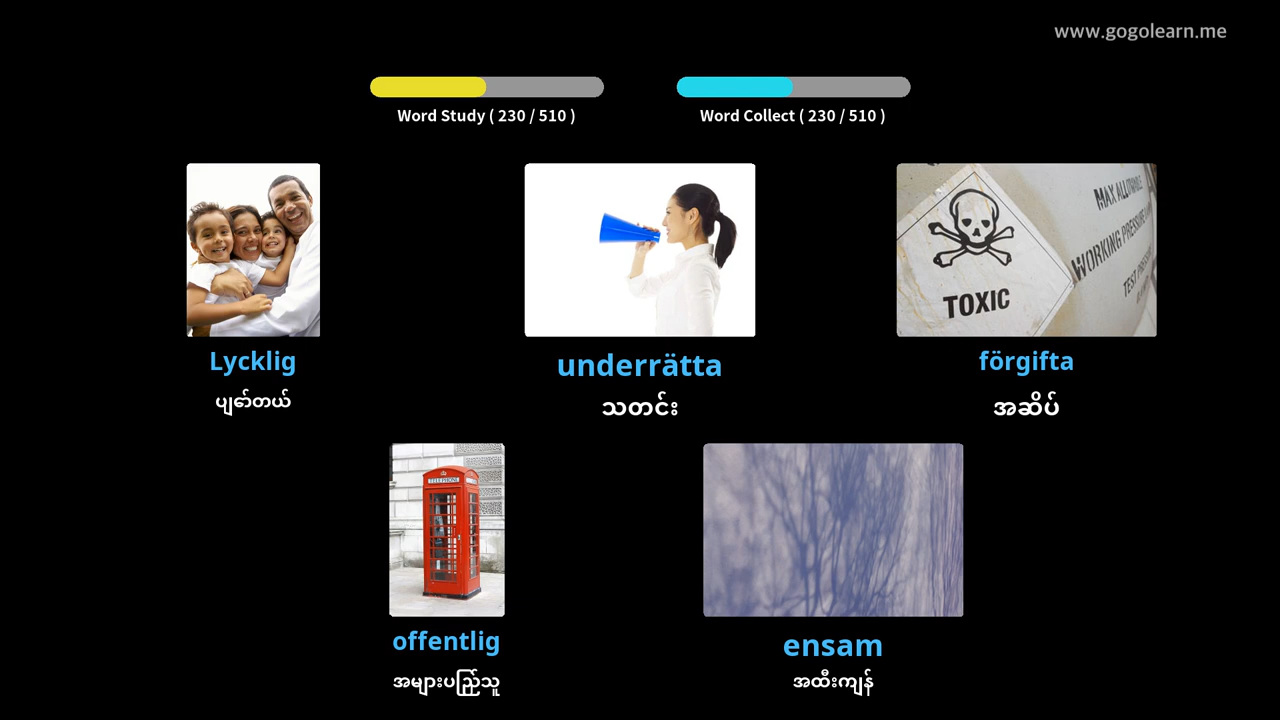 www.gogolearn.me
Word Study ( 230 / 510 )
Word Collect ( 230 / 510 )
TOXIC
MAX ALLOWABLE
WORKING PRESSURE
TEST
Lycklig
ပျော်တယ်
underrätta
သတင်း
förgifta
အဆိပ်
TELEPHONE
offentlig
အများပြည်သူ
ensam
အထီးကျန်